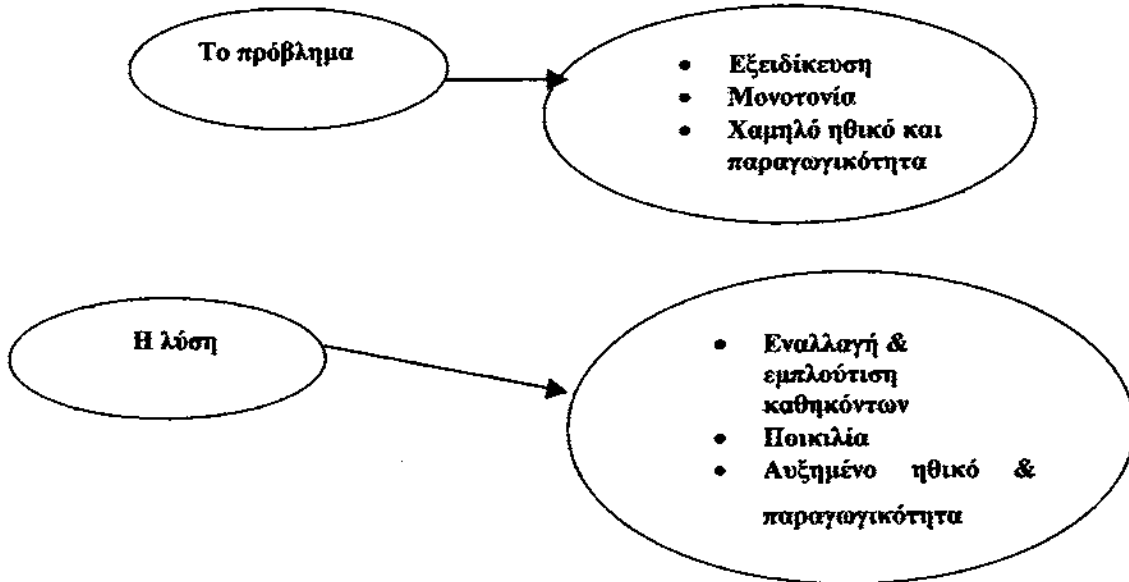 Το πρόβλημα
• Εξειδίκευση
• Μονοτονία
• Χαμηλό ηθικό και
παραγωγικότητα
Η λύση
• Εναλλαγή &
εμπλούτιση
καθηκόντων
• Ποικιλία
• Αυξημένο ηθικό &
παραγωγικότητα